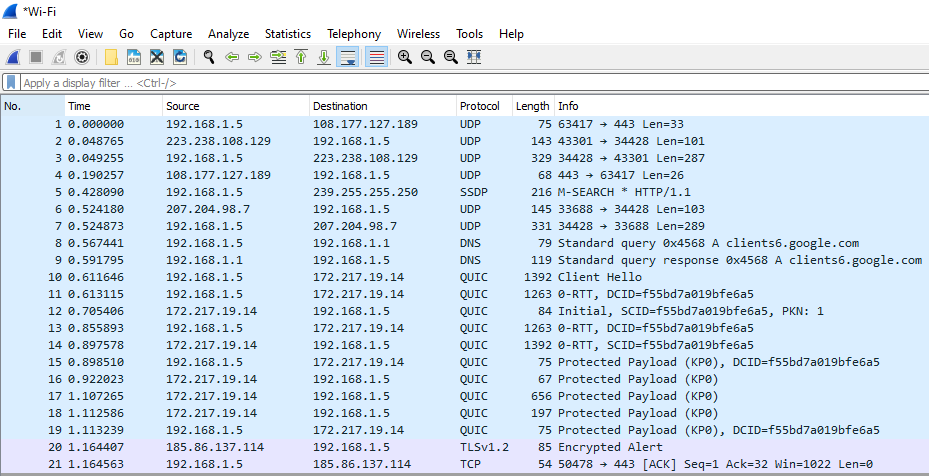 *Wi-Fi
File Edit View Go Capture Analyze Statistics Telephony Wireless Tools Help
Apply a display filter ... <Ctrl-/>
No. Time Source Destination Protocol Length Info
1 0.000000 192.168.1.5 108.177.127.189 UDP 75 63417 → 443 Len=33
2 0.048765 223.238.108.129 192.168.1.5 UDP 143 43301 → 34428 Len=101
3 0.049255 192.168.1.5 223.238.108.129 UDP 329 34428 → 43301 Len=287
4 0.190257 108.177.127.189 192.168.1.5 UDP 68 443 → 63417 Len=26
5 0.428090 192.168.1.5 239.255.255.250 SSDP 216 M-SEARCH * HTTP/1.1
6 0.524180 207.204.98.7 192.168.1.5 UDP 145 33688 → 34428 Len=103
7 0.524873 192.168.1.5 207.204.98.7 UDP 331 34428 → 33688 Len=289
8 0.567441 192.168.1.5 192.168.1.1 DNS 79 Standard query 0x4568 A clients6.google.com
9 0.591795 192.168.1.1 192.168.1.5 DNS 119 Standard query response 0x4568 A clients6.google.com
10 0.611646 192.168.1.5 172.217.19.14 QUIC 1392 Client Hello
11 0.613115 192.168.1.5 172.217.19.14 QUIC 1263 0-RTT, DCID=f55bd7a019bfe6a5
12 0.705406 172.217.19.14 192.168.1.5 QUIC 84 Initial, SCID=f55bd7a019bfe6a5, PKN: 1
13 0.855893 192.168.1.5 172.217.19.14 QUIC 1263 0-RTT, DCID=f55bd7a019bfe6a5
14 0.897578 172.217.19.14 192.168.1.5 QUIC 1392 0-RTT, SCID=f55bd7a019bfe6a5
15 0.898510 192.168.1.5 172.217.19.14 QUIC 75 Protected Payload (KP0), DCID=f55bd7a019bfe6a5
16 0.922023 172.217.19.14 192.168.1.5 QUIC 67 Protected Payload (KP0)
17 1.107265 172.217.19.14 192.168.1.5 QUIC 656 Protected Payload (KP0)
18 1.112586 172.217.19.14 192.168.1.5 QUIC 197 Protected Payload (KP0)
19 1.113239 192.168.1.5 172.217.19.14 QUIC 75 Protected Payload (KP0), DCID=f55bd7a019bfe6a5
20 1.164407 185.86.137.114 192.168.1.5 TLSv1.2 85 Encrypted Alert
21 1.164563 192.168.1.5 185.86.137.114 TCP 54 50478 → 443 [ACK] Seq=1 Ack=32 Win=1022 Len=0